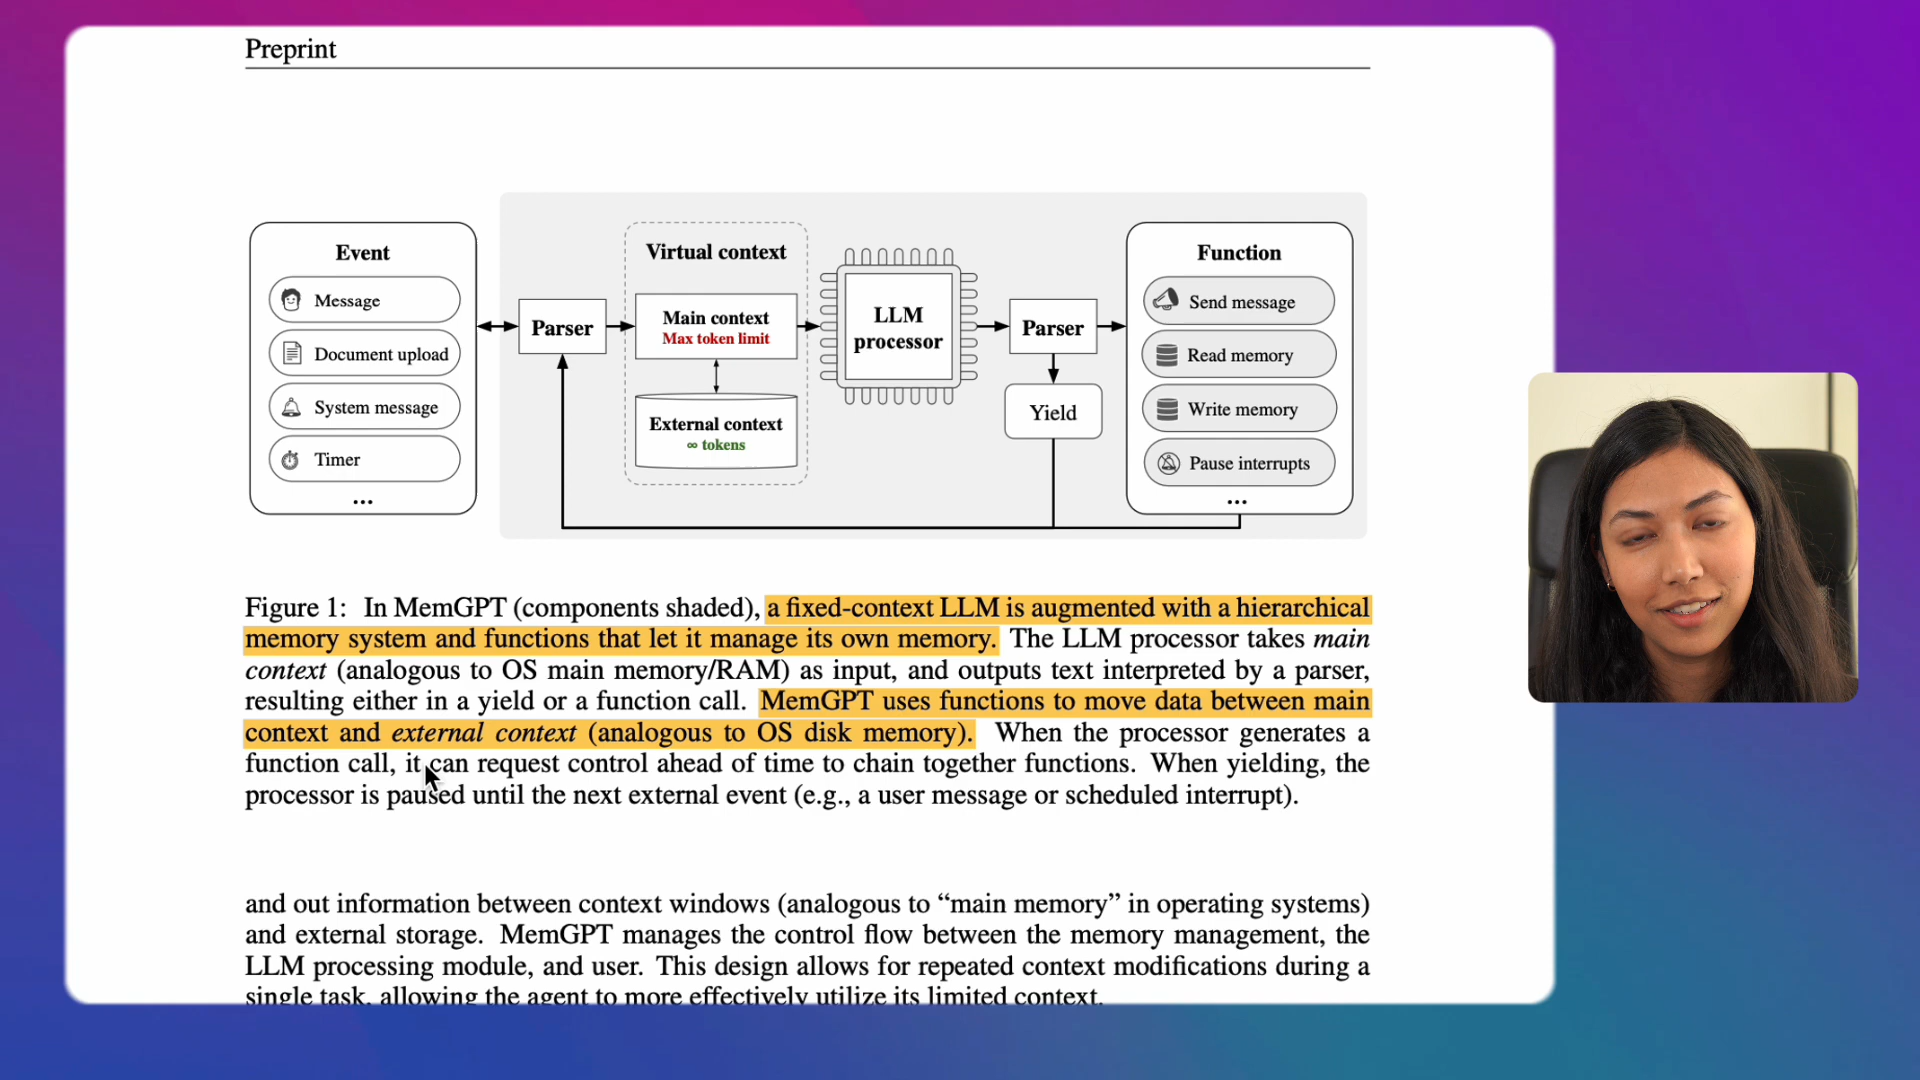 Preprint
Event
Message
Document upload
System message
Timer
...
Parser
Virtual context
Main context
Max token limit
External context
∞ tokens
LLM
processor
Parser
Yield
Function
Send message
Read memory
Write memory
Pause interrupts
...
Figure 1: In MemGPT (components shaded), a fixed-context LLM is augmented with a hierarchical
memory system and functions that let it manage its own memory. The LLM processor takes main
context (analogous to OS main memory/RAM) as input, and outputs text interpreted by a parser,
resulting either in a yield or a function call. MemGPT uses functions to move data between main
context and external context (analogous to OS disk memory). When the processor generates a
function call, it can request control ahead of time to chain together functions. When yielding, the
processor is paused until the next external event (e.g., a user message or scheduled interrupt).
and out information between context windows (analogous to “main memory” in operating systems)
and external storage. MemGPT manages the control flow between the memory management, the
LLM processing module, and user. This design allows for repeated context modifications during a
single task, allowing the agent to more effectively utilize its limited context.